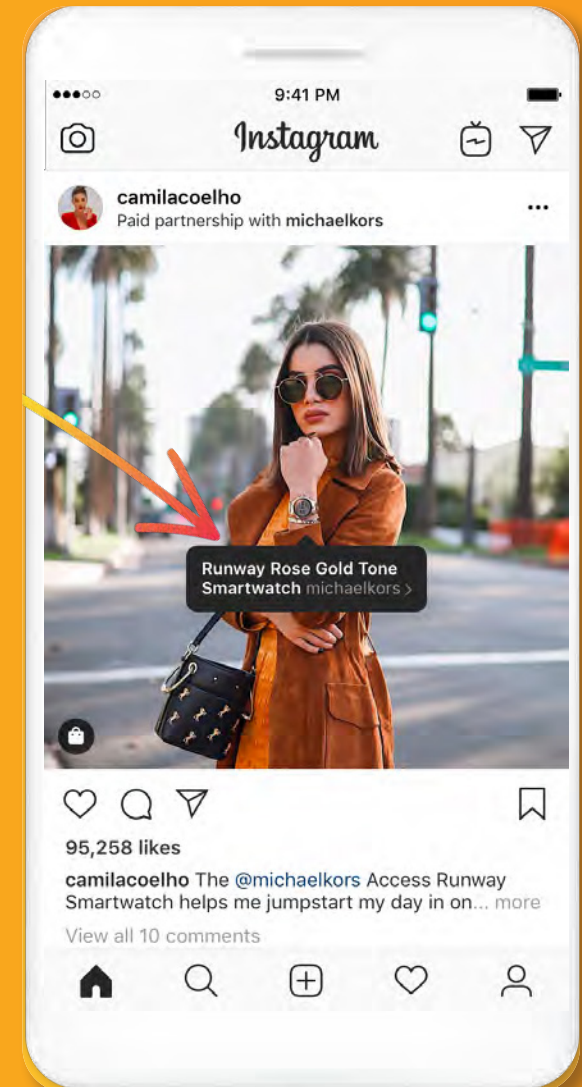 9:41 PM
Instagram
camilacoelho
Paid partnership with michaelkors
Runway Rose Gold Tone
Smartwatch michaelkors >
95,258 likes
camilacoelho The @michaelkors Access Runway
Smartwatch helps me jumpstart my day in on... more
View all 10 comments